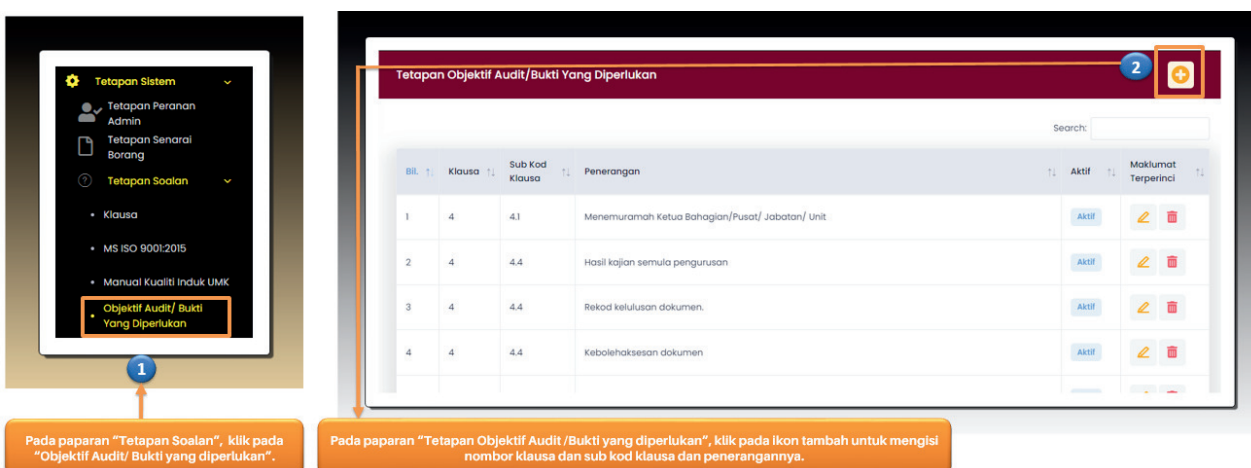 Tetapan Sistem
Tetapan Peranan
Admin
Tetapan Senarai
Borang
Tetapan Soalan
Klausa
MS ISO 9001:2015
Manual Kualiti Induk UMK
Objektif Audit/ Bukti
Yang Diperlukan
1
Pada paparan “Tetapan Soalan”, klik pada
“Objektif Audit/ Bukti yang diperlukan”.
Tetapan Objektif Audit/Bukti Yang Diperlukan
2
Search:
Bil. Klausa Sub Kod Klausa Penerangan Aktif Maklumat Terperinci
1 4 4.1 Menemuramah Ketua Bahagian/Pusat/ Jabatan/ Unit Aktif
2 4 4.4 Hasil kajian semula pengurusan Aktif
3 4 4.4 Rekod kelulusan dokumen. Aktif
4 4 4.4 Kebolehaksesan dokumen Aktif
Pada paparan “Tetapan Objektif Audit /Bukti yang diperlukan”, klik pada ikon tambah untuk mengisi
nombor klausa dan sub kod klausa dan penerangannya.